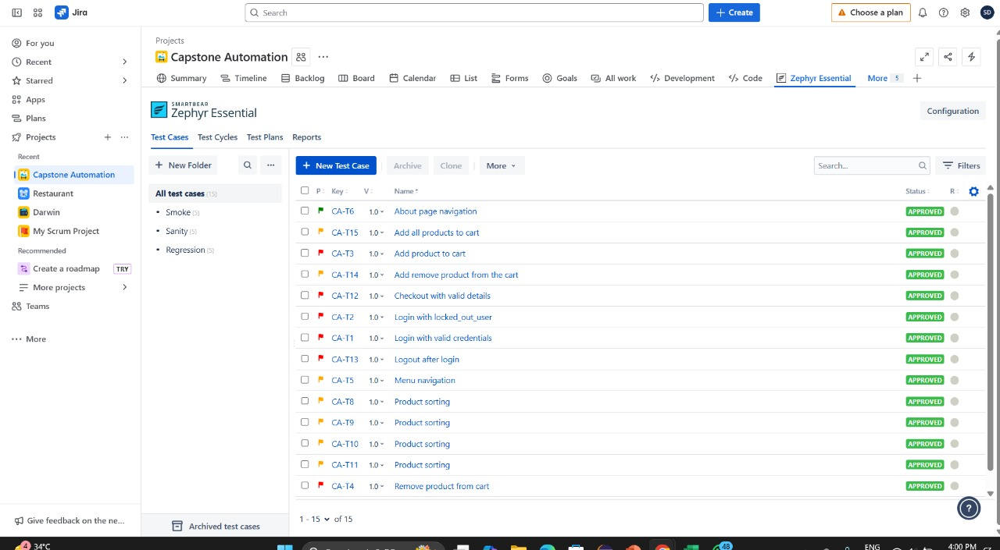 Jira
Search
Create
Choose a plan
SD
For you
Recent
Starred
Apps
Plans
Projects
Recent
Capstone Automation
Restaurant
Darwin
My Scrum Project
Recommended
Create a roadmap TRY
More projects
Teams
More
Give feedback on the ne...
Projects
Capstone Automation
Summary Timeline Backlog Board Calendar List Forms Goals All work Development Code Zephyr Essential More 5
SMARTBEAR
Zephyr Essential
Configuration
Test Cases Test Cycles Test Plans Reports
New Folder
All test cases (15)
Smoke (5)
Sanity (5)
Regression (5)
Archived test cases
New Test Case Archive Clone More Search... Filters
P Key V Name Status R
CA-T6 1.0 About page navigation APPROVED
CA-T15 1.0 Add all products to cart APPROVED
CA-T3 1.0 Add product to cart APPROVED
CA-T14 1.0 Add remove product from the cart APPROVED
CA-T12 1.0 Checkout with valid details APPROVED
CA-T2 1.0 Login with locked_out_user APPROVED
CA-T1 1.0 Login with valid credentials APPROVED
CA-T13 1.0 Logout after login APPROVED
CA-T5 1.0 Menu navigation APPROVED
CA-T8 1.0 Product sorting APPROVED
CA-T9 1.0 Product sorting APPROVED
CA-T10 1.0 Product sorting APPROVED
CA-T11 1.0 Product sorting APPROVED
CA-T4 1.0 Remove product from cart APPROVED
1 - 15 of 15
?
4 34°C
48
ENG
4:00 PM